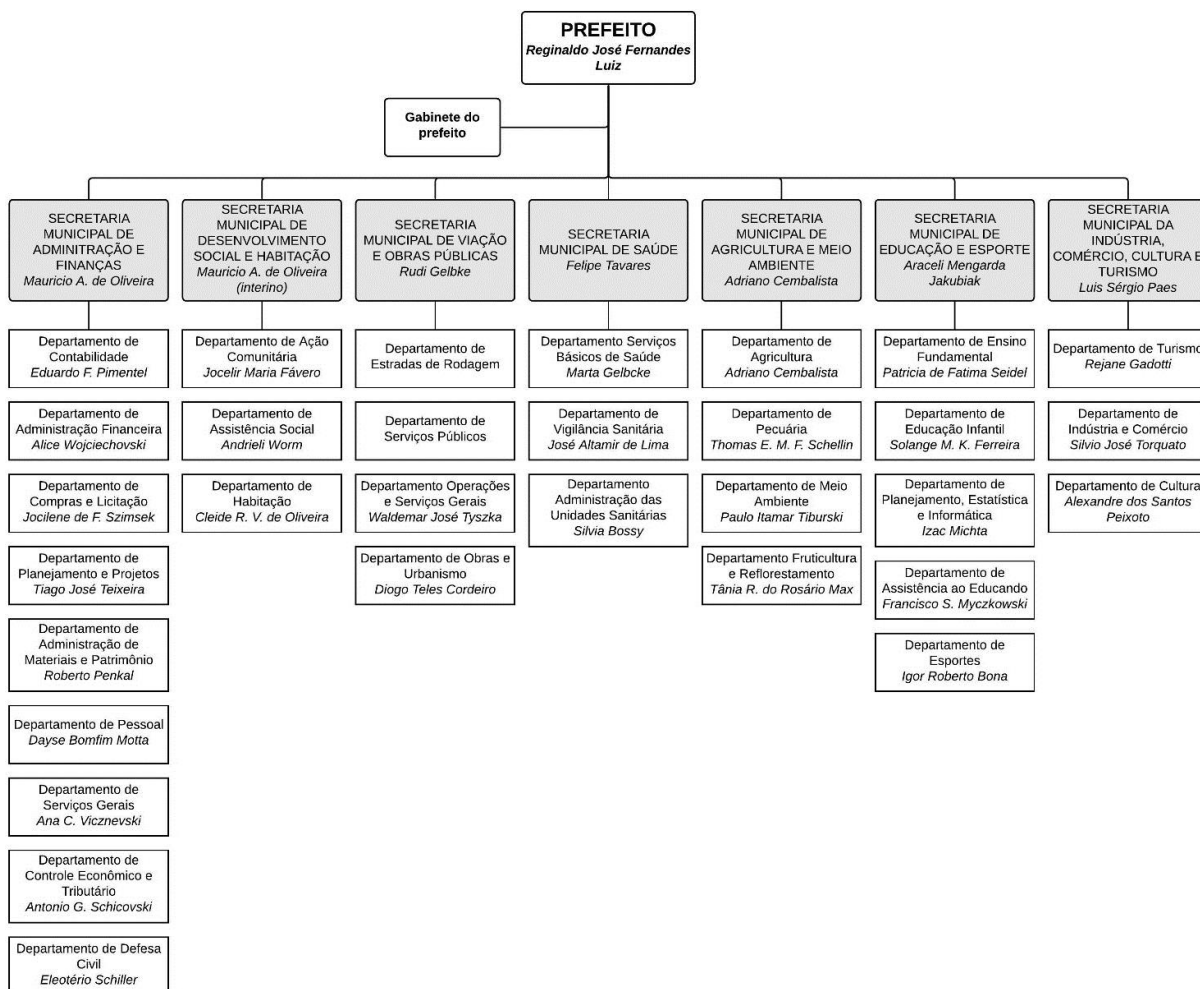 PREFEITO
Reginaldo José Fernandes
Luiz
Gabinete do
prefeito
SECRETARIA
MUNICIPAL DE
ADMINITRAÇÃO E
FINANÇAS
Mauricio A. de Oliveira
SECRETARIA
MUNICIPAL DE
DESENVOLVIMENTO
SOCIAL E HABITAÇÃO
Mauricio A. de Oliveira
(interino)
SECRETARIA
MUNICIPAL DE VIAÇÃO
E OBRAS PÚBLICAS
Rudi Gelbke
SECRETARIA
MUNICIPAL DE SAÚDE
Felipe Tavares
SECRETARIA
MUNICIPAL DE
AGRICULTURA E MEIO
AMBIENTE
Adriano Cembalista
SECRETARIA
MUNICIPAL DE
EDUCAÇÃO E ESPORTE
Araceli Mengarda
Jakubiak
SECRETARIA
MUNICIPAL DA
INDÚSTRIA,
COMÉRCIO, CULTURA E
TURISMO
Luis Sérgio Paes
Departamento de
Contabilidade
Eduardo F. Pimentel
Departamento de
Administração Financeira
Alice Wojciechovski
Departamento de
Compras e Licitação
Jocilene de F. Szimsek
Departamento de
Planejamento e Projetos
Tiago José Teixeira
Departamento de
Administração de
Materiais e Patrimônio
Roberto Penkal
Departamento de Pessoal
Dayse Bomfim Motta
Departamento de
Serviços Gerais
Ana C. Vicznevski
Departamento de
Controle Econômico e
Tributário
Antonio G. Schicovski
Departamento de Defesa
Civil
Eleotério Schiller
Departamento de Ação
Comunitária
Jocelir Maria Fávero
Departamento de
Assistência Social
Andrieli Worm
Departamento de
Habitação
Cleide R. V. de Oliveira
Departamento de
Estradas de Rodagem
Departamento de
Serviços Públicos
Departamento Operações
e Serviços Gerais
Waldemar José Tyszka
Departamento de Obras e
Urbanismo
Diogo Teles Cordeiro
Departamento Serviços
Básicos de Saúde
Marta Gelbcke
Departamento de
Vigilância Sanitária
José Altamir de Lima
Departamento
Administração das
Unidades Sanitárias
Silvia Bossy
Departamento de
Agricultura
Adriano Cembalista
Departamento de
Pecuária
Thomas E. M. F. Schellin
Departamento de Meio
Ambiente
Paulo Itamar Tiburski
Departamento Fruticultura
e Reflorestamento
Tânia R. do Rosário Max
Departamento de Ensino
Fundamental
Patricia de Fatima Seidel
Departamento de
Educação Infantil
Solange M. K. Ferreira
Departamento de
Planejamento, Estatística
e Informática
Izac Michta
Departamento de
Assistência ao Educando
Francisco S. Myczkowski
Departamento de
Esportes
Igor Roberto Bona
Departamento de Turismo
Rejane Gadotti
Departamento de
Indústria e Comércio
Silvio José Torquato
Departamento de Cultura
Alexandre dos Santos
Peixoto